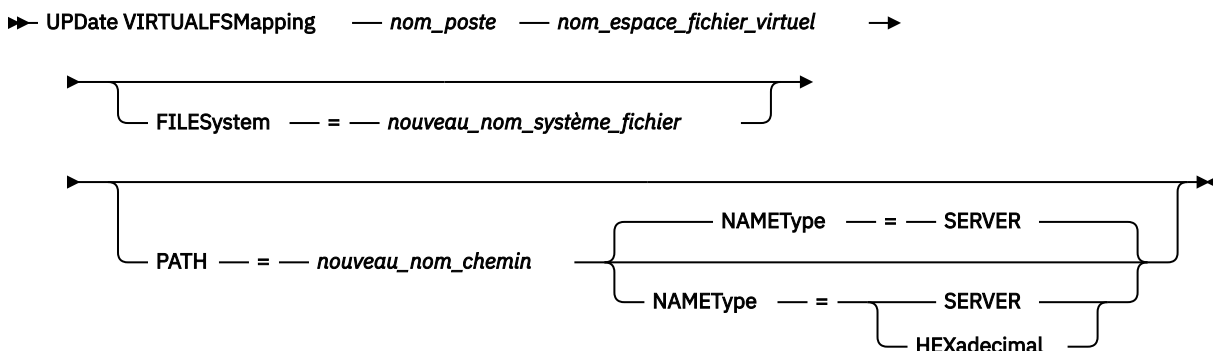 UPDate VIRTUALFSMapping — nom_poste — nom_espace_fichier_virtuel
FILESystem — = — nouveau_nom_système_fichier
NAMEType — = — SERVER
PATH — = — nouveau_nom_chemin
NAMEType — = — SERVER
HEXadecimal